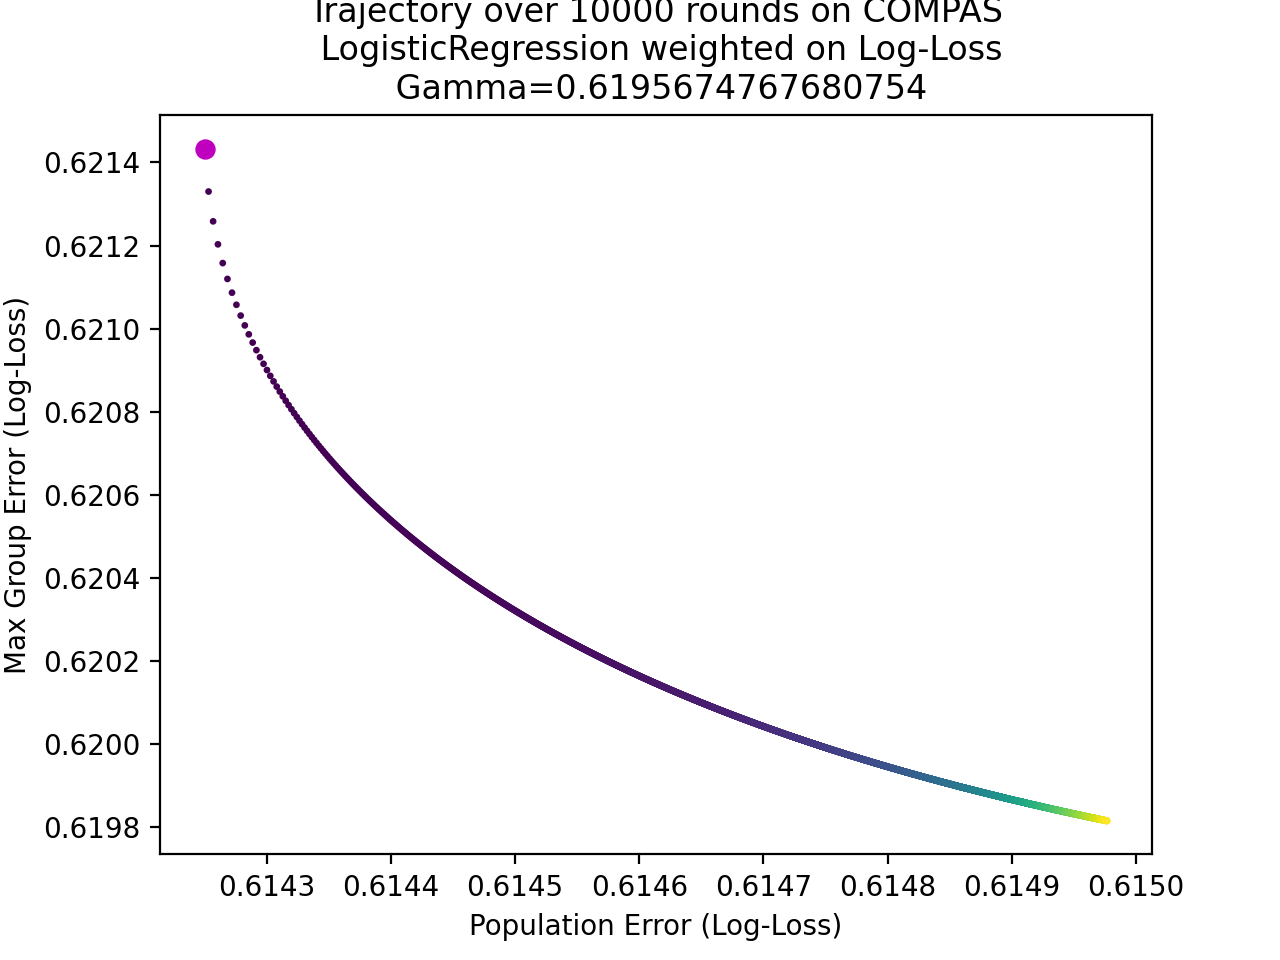 Trajectory over 10000 rounds on COMPAS
LogisticRegression weighted on Log-Loss
Gamma=0.6195674767680754
Max Group Error (Log-Loss)
0.6214
0.6212
0.6210
0.6208
0.6206
0.6204
0.6202
0.6200
0.6198
0.6143 0.6144 0.6145 0.6146 0.6147 0.6148 0.6149 0.6150
Population Error (Log-Loss)